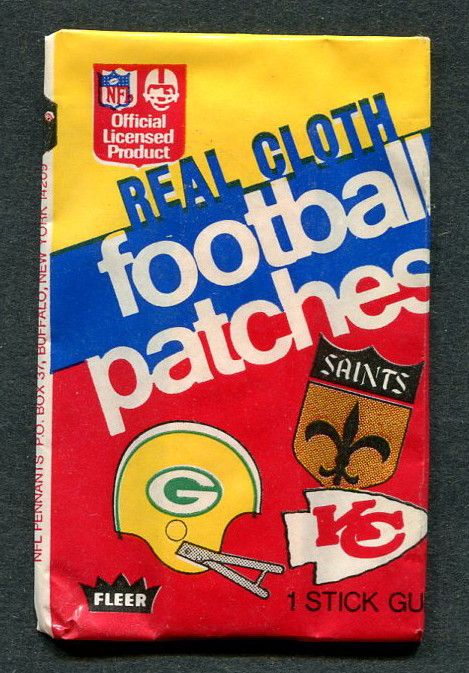 NFL
Official
Licensed
Product
REAL CLOTH
football
patches
SAINTS
G
KC
FLEER
1 STICK GU
NFL PENNANTS P.O. BOX 37, BUFFALO, NEW YORK 14205